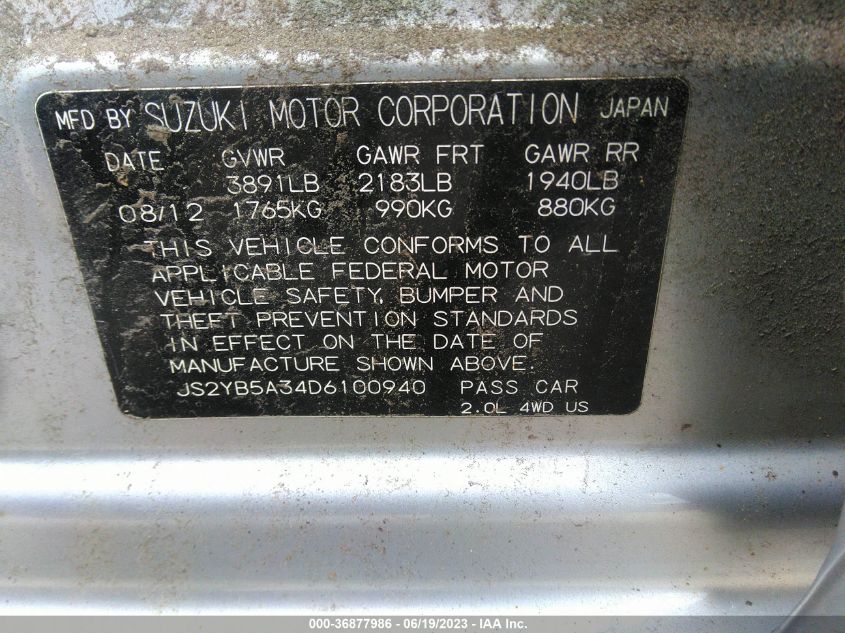 MFD BY SUZUKI MOTOR CORPORATION JAPAN
DATE GVWR GAWR FRT GAWR RR
3891LB 2183LB 1940LB
08/12 1765KG 990KG 880KG
THIS VEHICLE CONFORMS TO ALL
APPLICABLE FEDERAL MOTOR
VEHICLE SAFETY, BUMPER AND
THEFT PREVENTION STANDARDS
IN EFFECT ON THE DATE OF
MANUFACTURE SHOWN ABOVE.
JS2YB5A34D6100940 PASS CAR
2.0L 4WD US
000-36877986 - 06/19/2023 - IAA Inc.